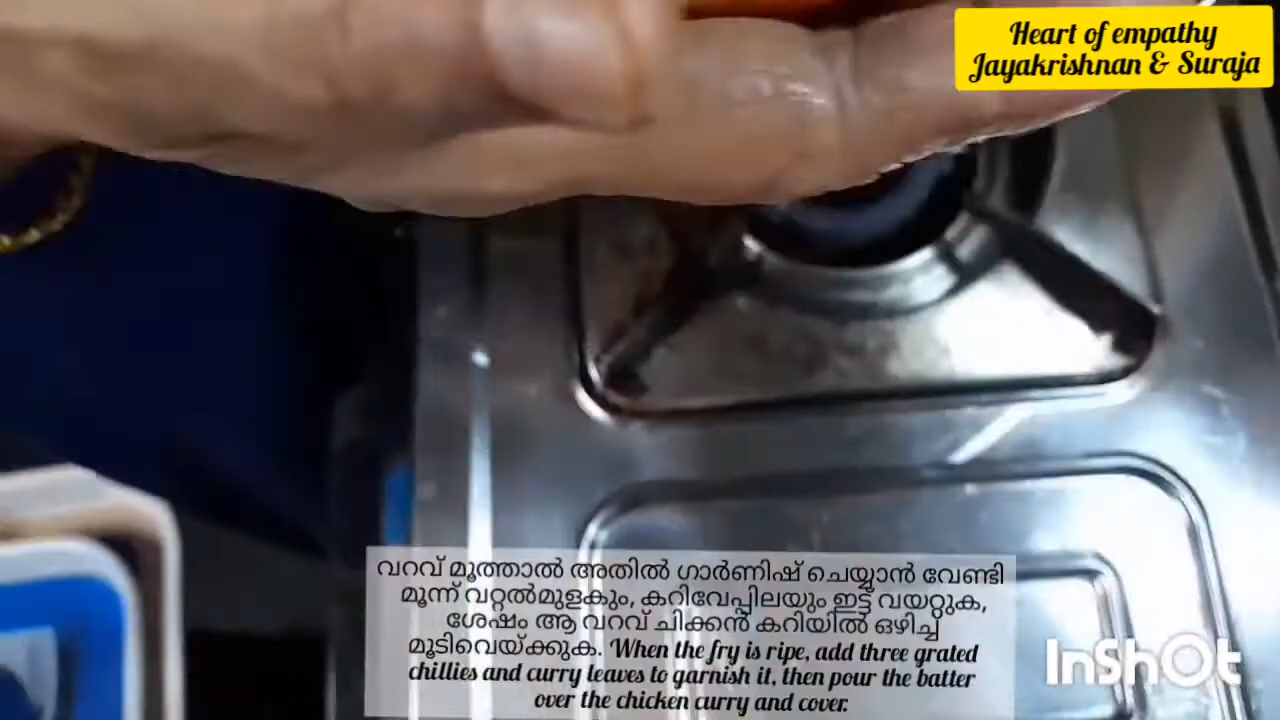 Heart of empathy
Jayakrishnan & Suraja
വറവ് മൂത്താൽ അതിൽ ഗാർണിഷ് ചെയ്യാൻ വേണ്ടി
മൂന്ന് വറ്റൽമുളകും, കറിവേപ്പിലയും ഇട്ട് വയറ്റുക,
ശേഷം ആ വറവ് ചിക്കൻ കറിയിൽ ഒഴിച്ച്
മൂടിവെയ്ക്കുക. When the fry is ripe, add three grated
chillies and curry leaves to garnish it, then pour the batter
over the chicken curry and cover.
InShOt